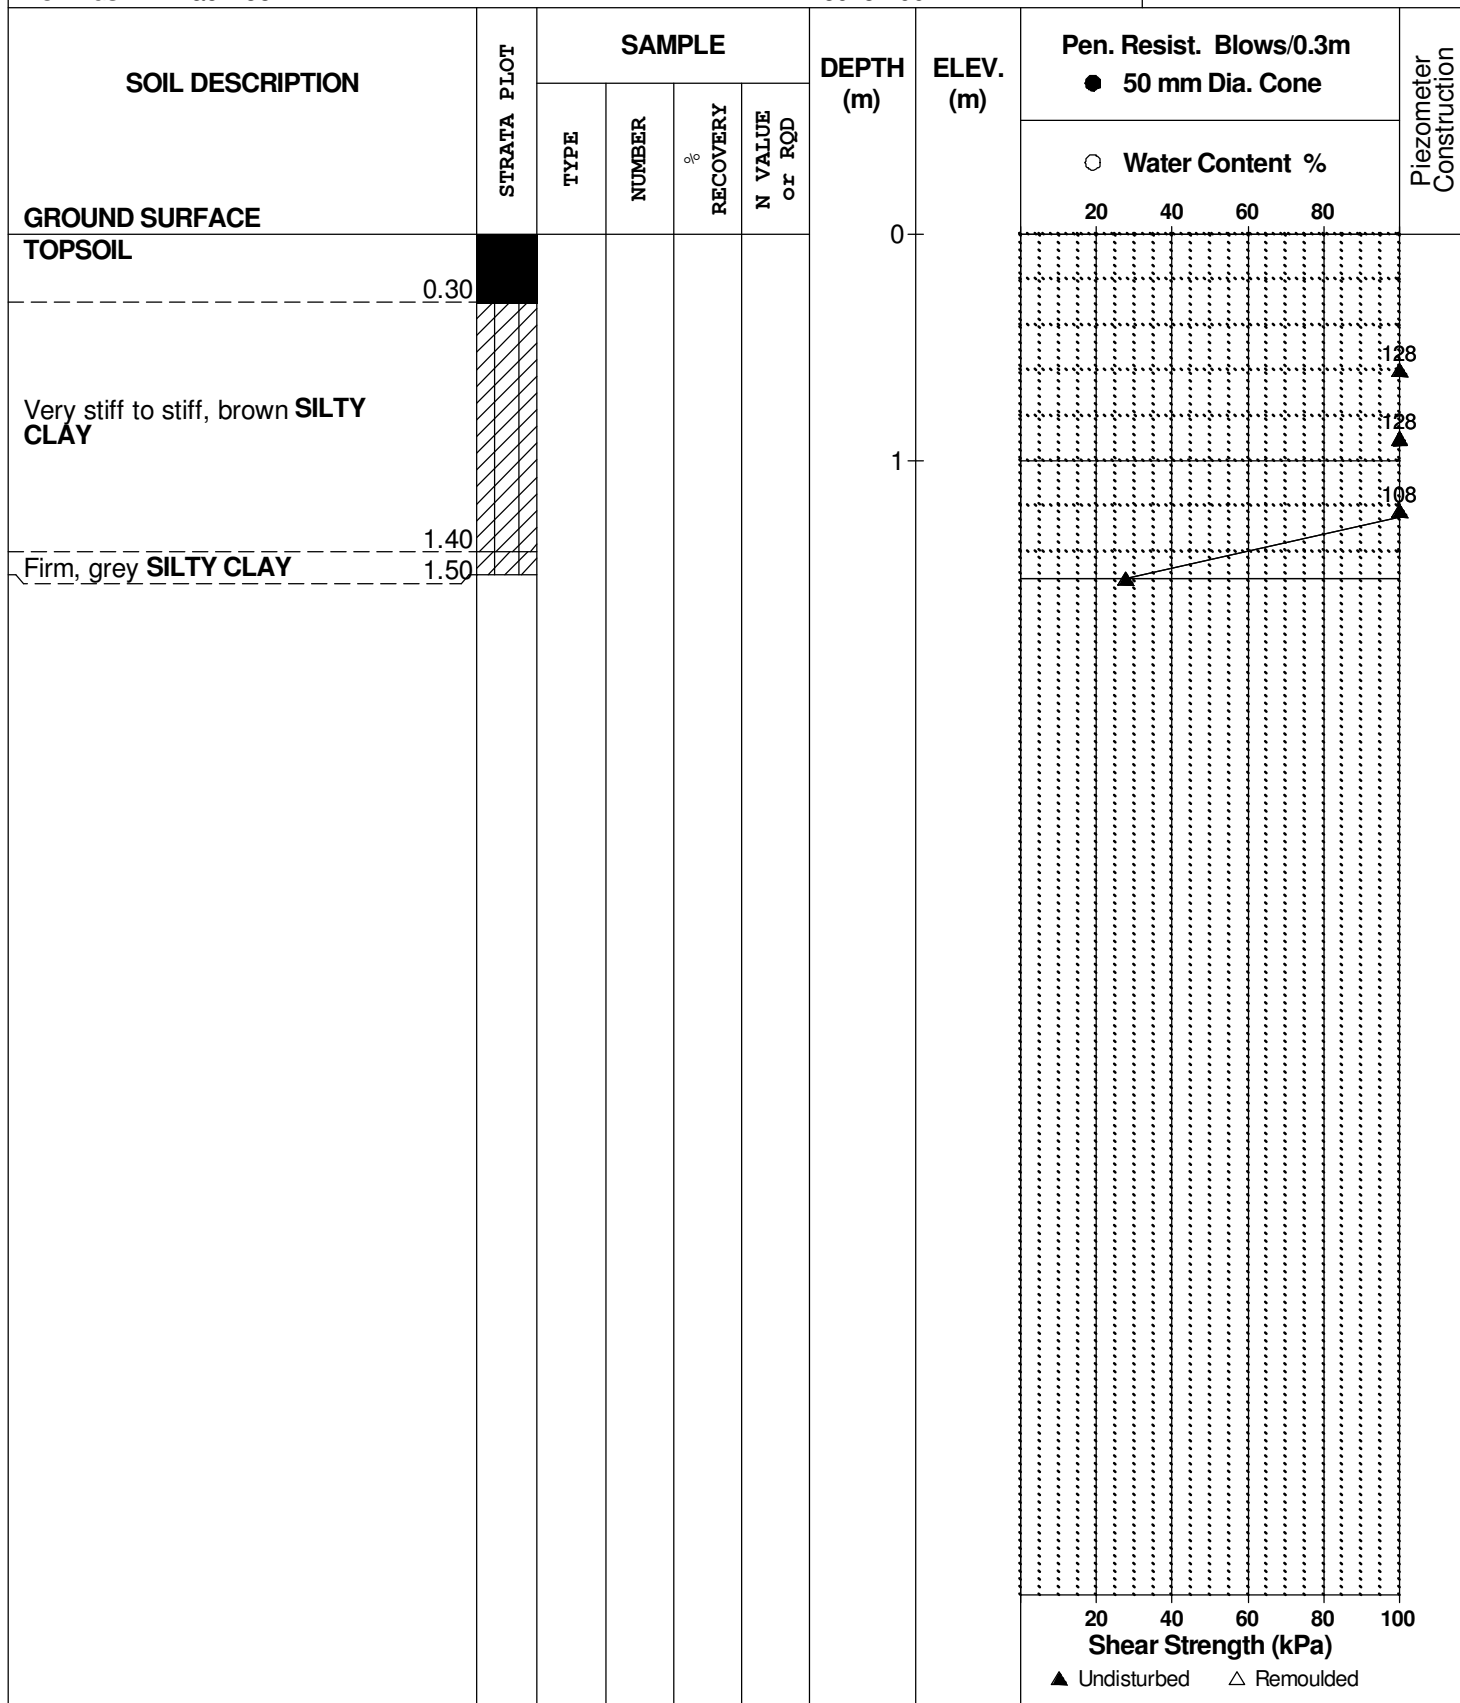 SOIL DESCRIPTION
STRATA PLOT
SAMPLE
TYPE
NUMBER
%
RECOVERY
N VALUE
or RQD
DEPTH
(m)
ELEV.
(m)
Pen. Resist. Blows/0.3m
● 50 mm Dia. Cone
○ Water Content %
20 40 60 80
Piezometer
Construction
GROUND SURFACE
TOPSOIL
0
0.30
128
Very stiff to stiff, brown SILTY
CLAY
128
1
108
1.40
Firm, grey SILTY CLAY 1.50
20 40 60 80 100
Shear Strength (kPa)
▲ Undisturbed △ Remoulded